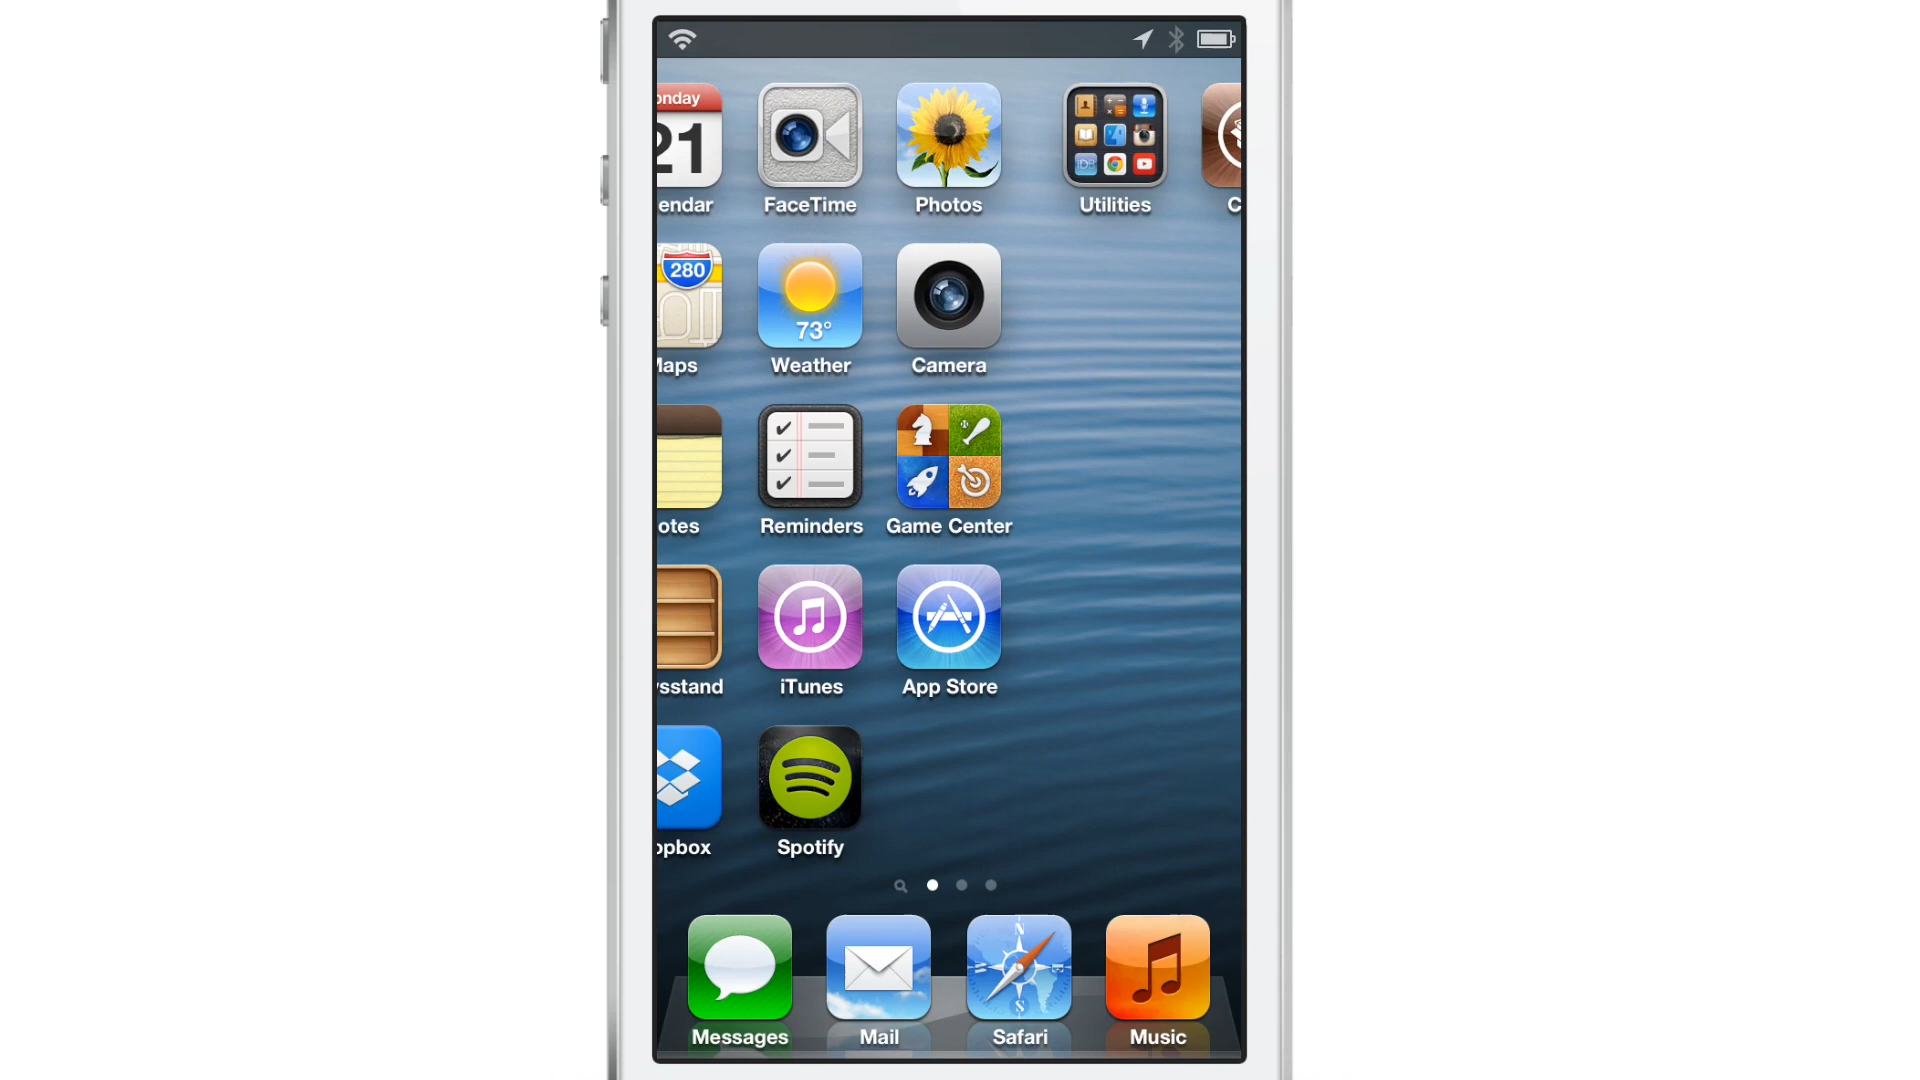 onday
21
endar
FaceTime
Photos
Utilities
C
280
73°
Maps
Weather
Camera
otes
Reminders
Game Center
sstand
iTunes
App Store
opbox
Spotify
N
S
Messages
Mail
Safari
Music